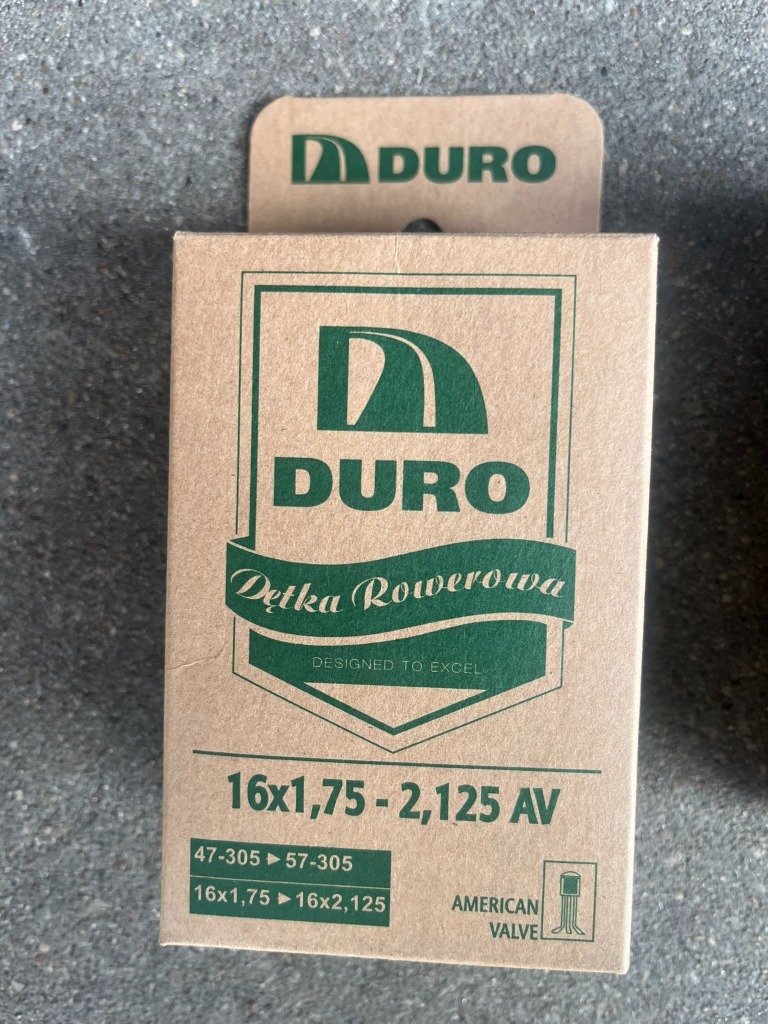 DURO
DURO
Dętka Rowerowa
DESIGNED TO EXCEL
16x1,75 - 2,125 AV
47-305 ▶ 57-305
16x1,75 ▶ 16x2,125
AMERICAN
VALVE